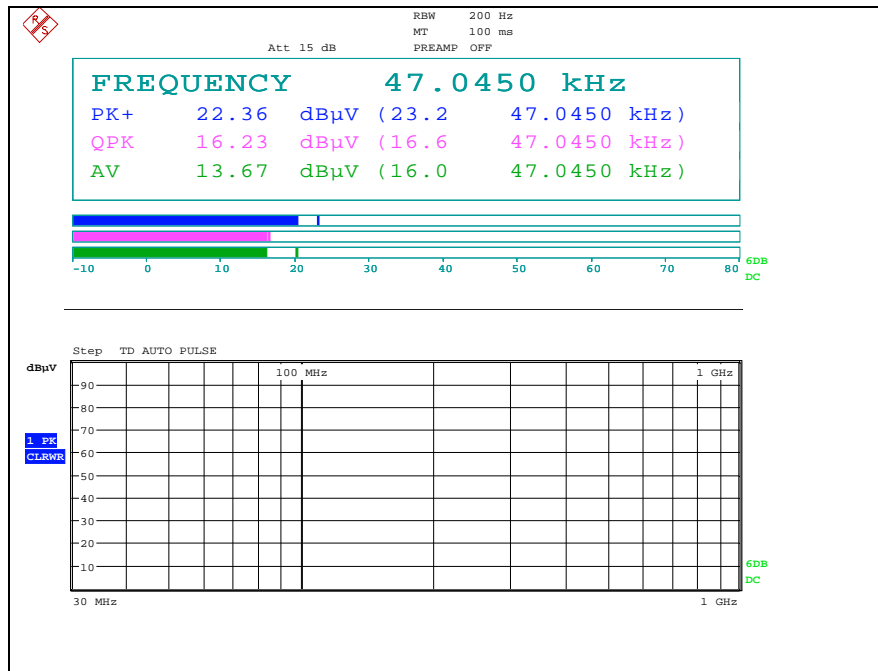 R
S
RBW 200 Hz
MT 100 ms
Att 15 dB PREAMP OFF
FREQUENCY 47.0450 kHz
PK+ 22.36 dBµV (23.2 47.0450 kHz)
QPK 16.23 dBµV (16.6 47.0450 kHz)
AV 13.67 dBµV (16.0 47.0450 kHz)
-10 0 10 20 30 40 50 60 70 80
6DB
DC
Step TD AUTO PULSE
dBµV
100 MHz 1 GHz
90
80
70
1 PK
CLRWR
60
50
40
30
20
10
6DB
DC
30 MHz 1 GHz